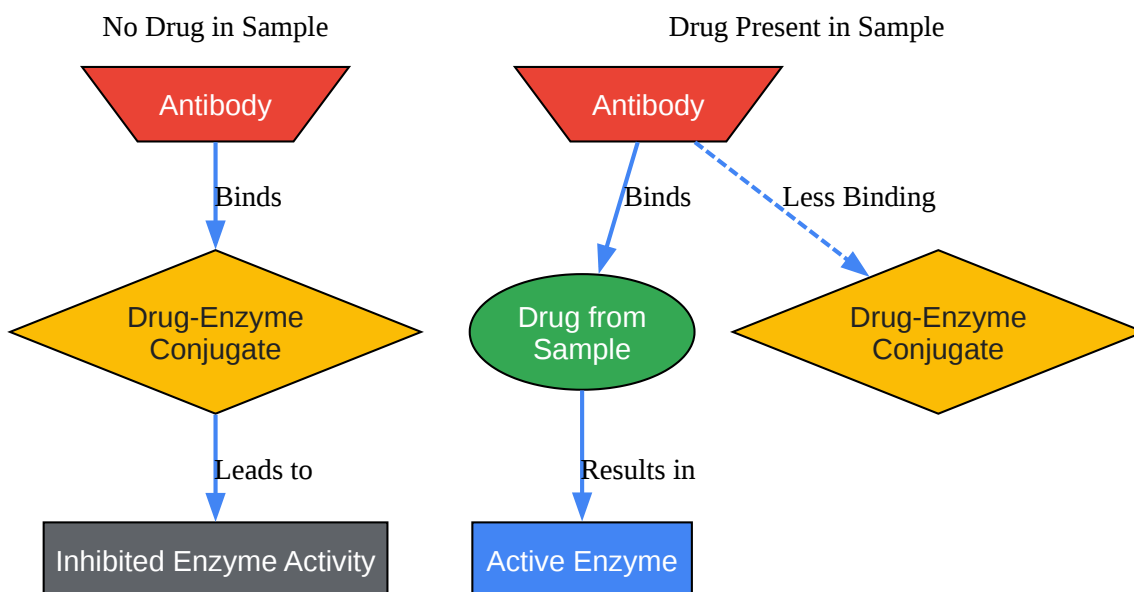 No Drug in Sample
Antibody
Binds
Drug-Enzyme
Conjugate
Leads to
Inhibited Enzyme Activity
Drug Present in Sample
Antibody
Binds
Less Binding
Drug from
Sample
Drug-Enzyme
Conjugate
Results in
Active Enzyme